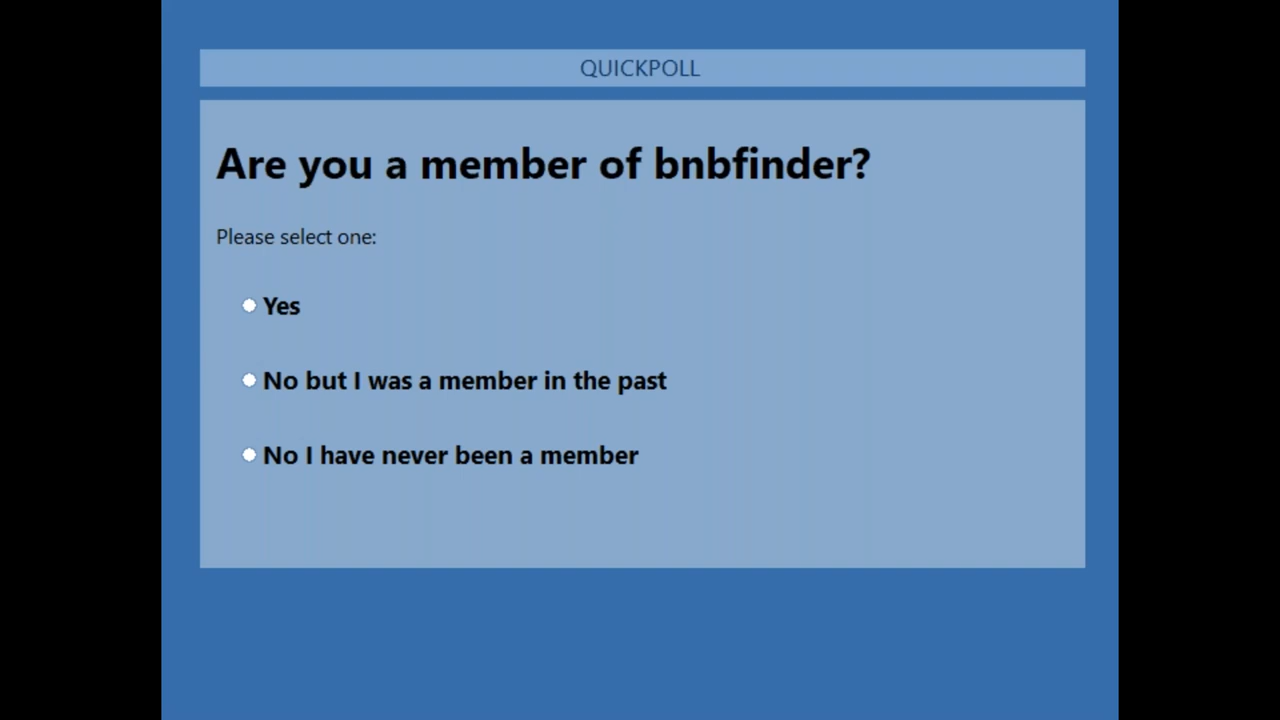 QUICKPOLL
Are you a member of bnbfinder?
Please select one:
Yes
No but I was a member in the past
No I have never been a member